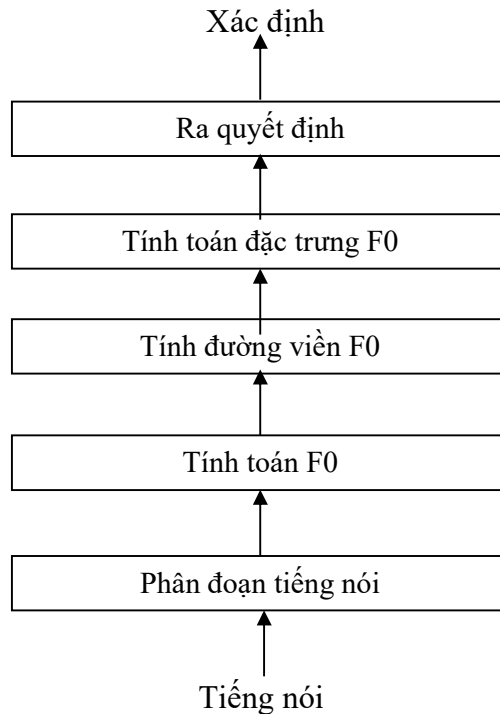 Xác định
Ra quyết định
Tính toán đặc trưng F0
Tính đường viền F0
Tính toán F0
Phân đoạn tiếng nói
Tiếng nói